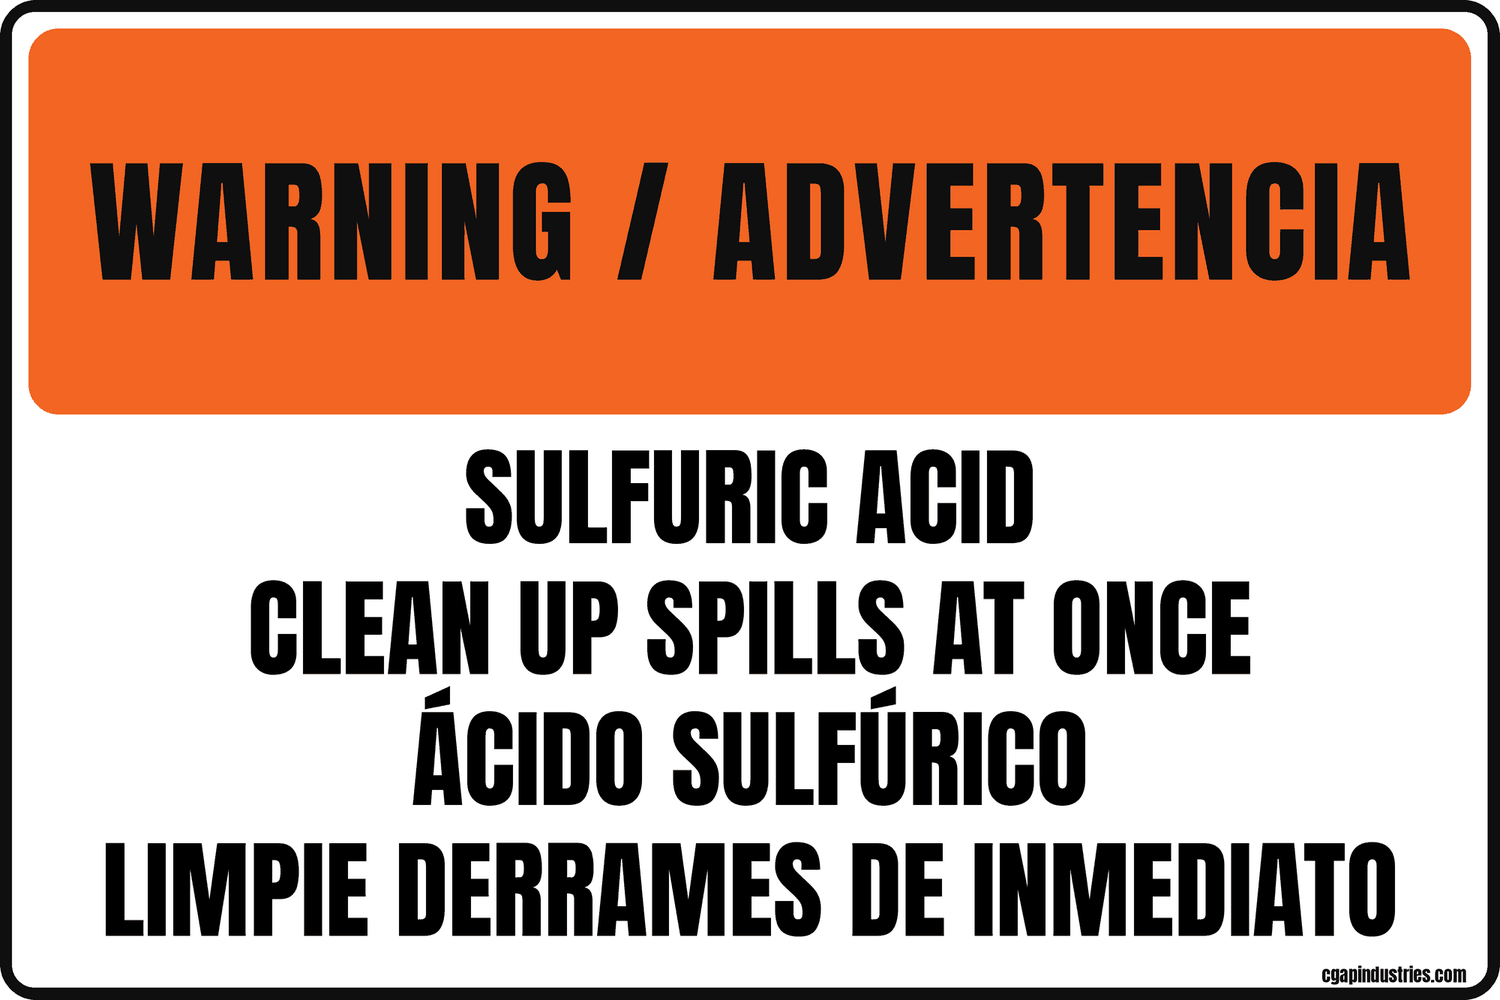 WARNING / ADVERTENCIA
SULFURIC ACID
CLEAN UP SPILLS AT ONCE
ÁCIDO SULFÚRICO
LIMPIE DERRAMES DE INMEDIATO
cgapindustries.com